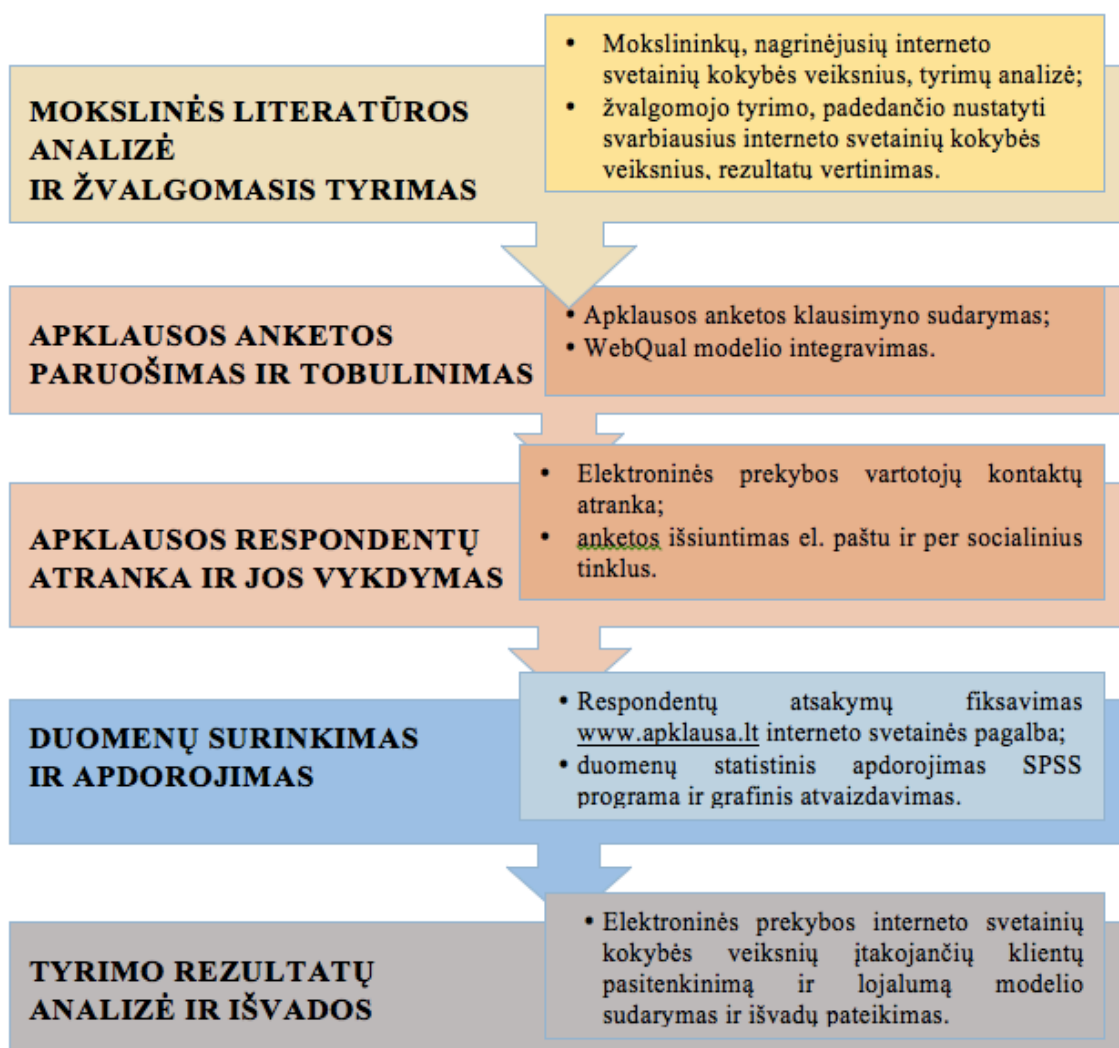 MOKSLINĖS LITERATŪROS
ANALIZĖ
IR ŽVALGOMASIS TYRIMAS
• Mokslininkų, nagrinėjusių interneto
svetainių kokybės veiksnius, tyrimų analizė;
• žvalgomojo tyrimo, padedančio nustatyti
svarbiausius interneto svetainių kokybės
veiksnius, rezultatų vertinimas.
APKLAUSOS ANKETOS
PARUOŠIMAS IR TOBULINIMAS
• Apklausos anketos klausimyno sudarymas;
• WebQual modelio integravimas.
APKLAUSOS RESPONDENTŲ
ATRANKA IR JOS VYKDYMAS
• Elektroninės prekybos vartotojų kontaktų
atranka;
• anketos išsiuntimas el. paštu ir per socialinius
tinklus.
DUOMENŲ SURINKIMAS
IR APDOROJIMAS
• Respondentų atsakymų fiksavimas
www.apklausa.lt interneto svetainės pagalba;
• duomenų statistinis apdorojimas SPSS
programa ir grafinis atvaizdavimas.
TYRIMO REZULTATŲ
ANALIZĖ IR IŠVADOS
• Elektroninės prekybos interneto svetainių
kokybės veiksnių įtakojančių klientų
pasitenkinimą ir lojalumą modelio
sudarymas ir išvadų pateikimas.